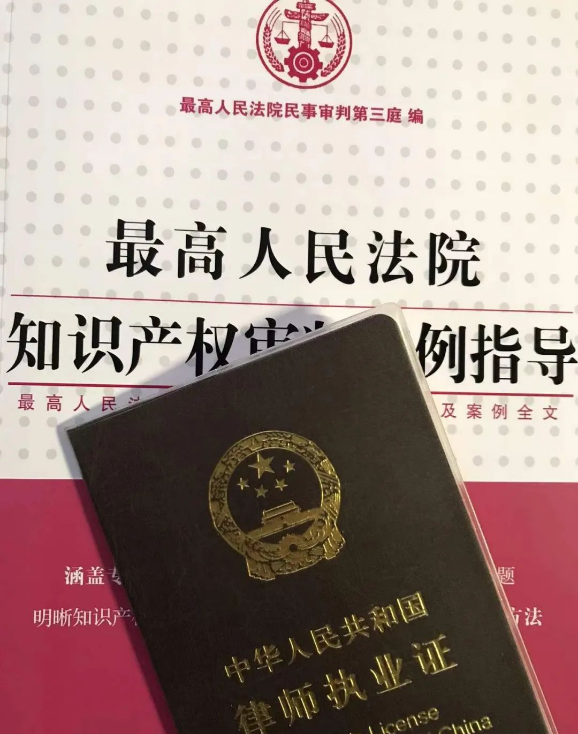 最高人民法院民事审判第三庭 编
最高人民法院
知识产权审判 例指导
最高人民法 及案例全文
涵盖专 题
明晰知识产 方法
中华人民共和国
律师执业证
License
China